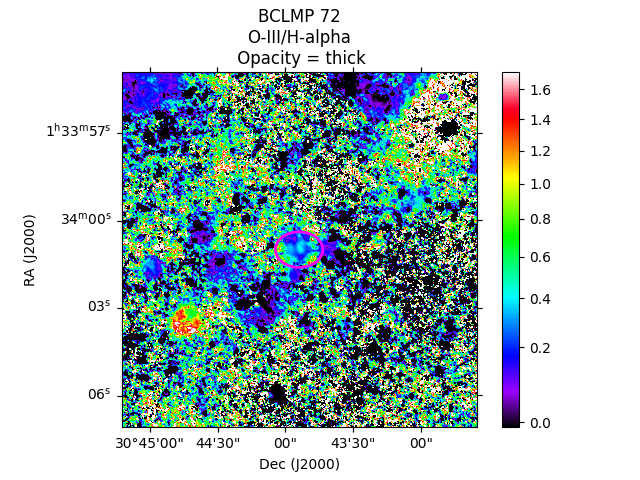 BCLMP 72
O-III/H-alpha
Opacity = thick
1h33m57s
34m00s
03s
06s
RA (J2000)
30°45'00" 44'30" 00" 43'30" 00"
Dec (J2000)
1.6
1.4
1.2
1.0
0.8
0.6
0.4
0.2
0.0